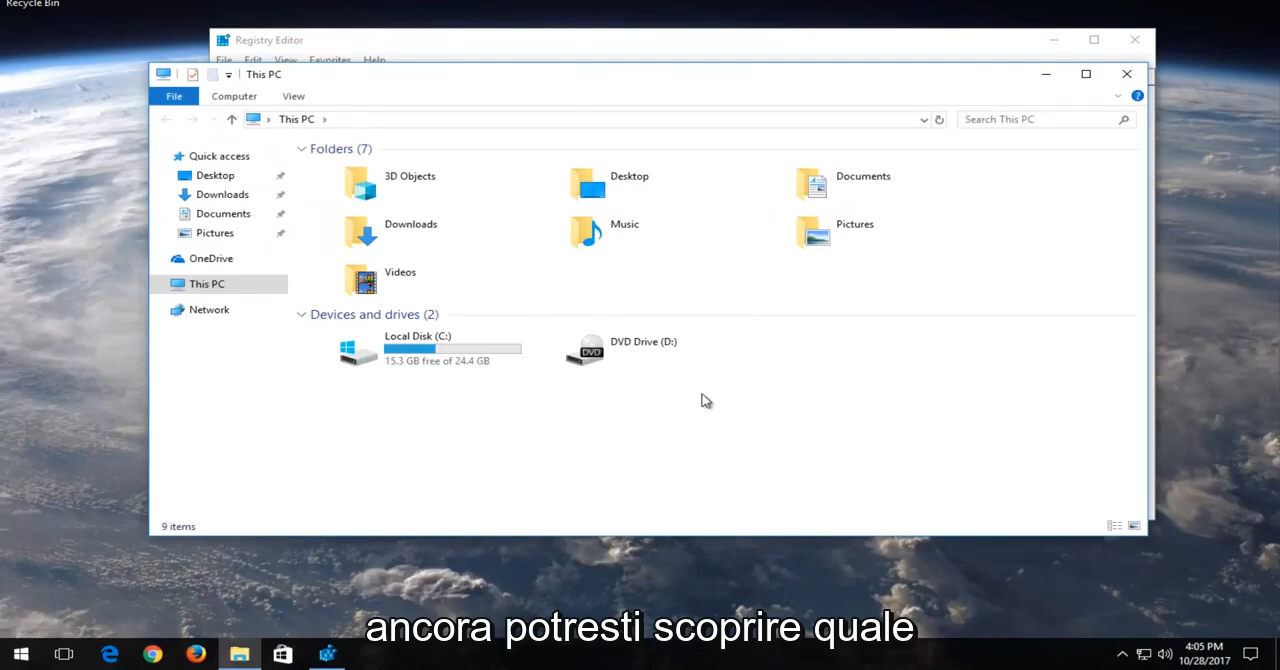 Recycle Bin
Registry Editor
File Edit View Favorites Help
This PC
File Computer View
This PC
Search This PC
Quick access
Desktop
Downloads
Documents
Pictures
OneDrive
This PC
Network
Folders (7)
3D Objects
Desktop
Documents
Downloads
Music
Pictures
Videos
Devices and drives (2)
Local Disk (C:)
15.3 GB free of 24.4 GB
DVD
DVD Drive (D:)
9 items
ancora potresti scoprire quale
4:05 PM
10/28/2017